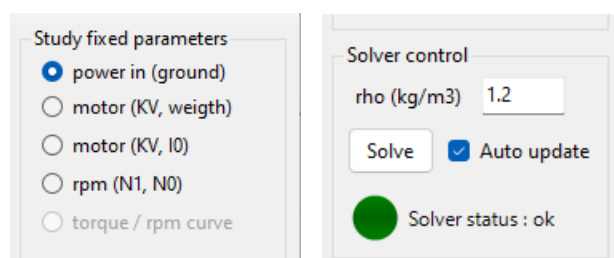 Study fixed parameters
power in (ground)
motor (KV, weigth)
motor (KV, I0)
rpm (N1, N0)
torque / rpm curve
Solver control
rho (kg/m3) 1.2
Solve Auto update
Solver status : ok